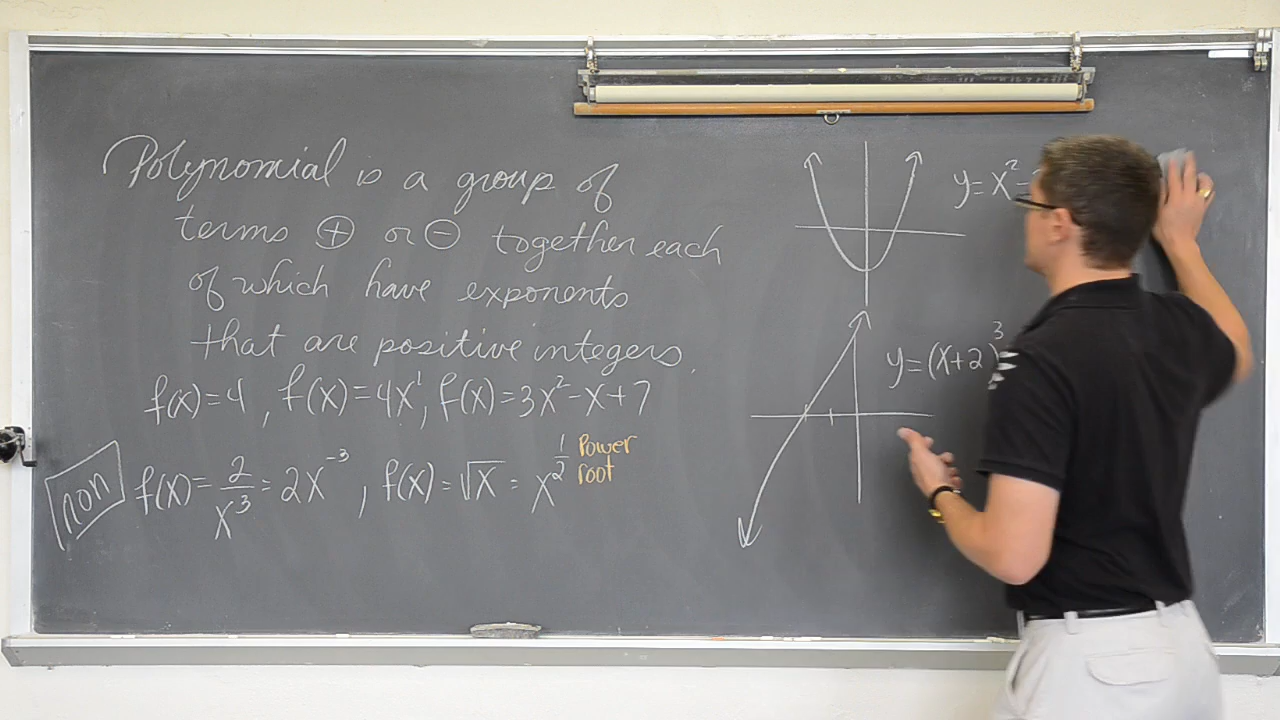 Polynomial is a group of
terms ⊕ or ⊖ together each
of which have exponents
that are positive integers.
f(x)=4, f(x)=4x¹, f(x)=3x²-x+7
non f(x)=2/x³=2x⁻³, f(x)=√x=x^(1/2) Power
root
y=x²-
y=(x+2)³